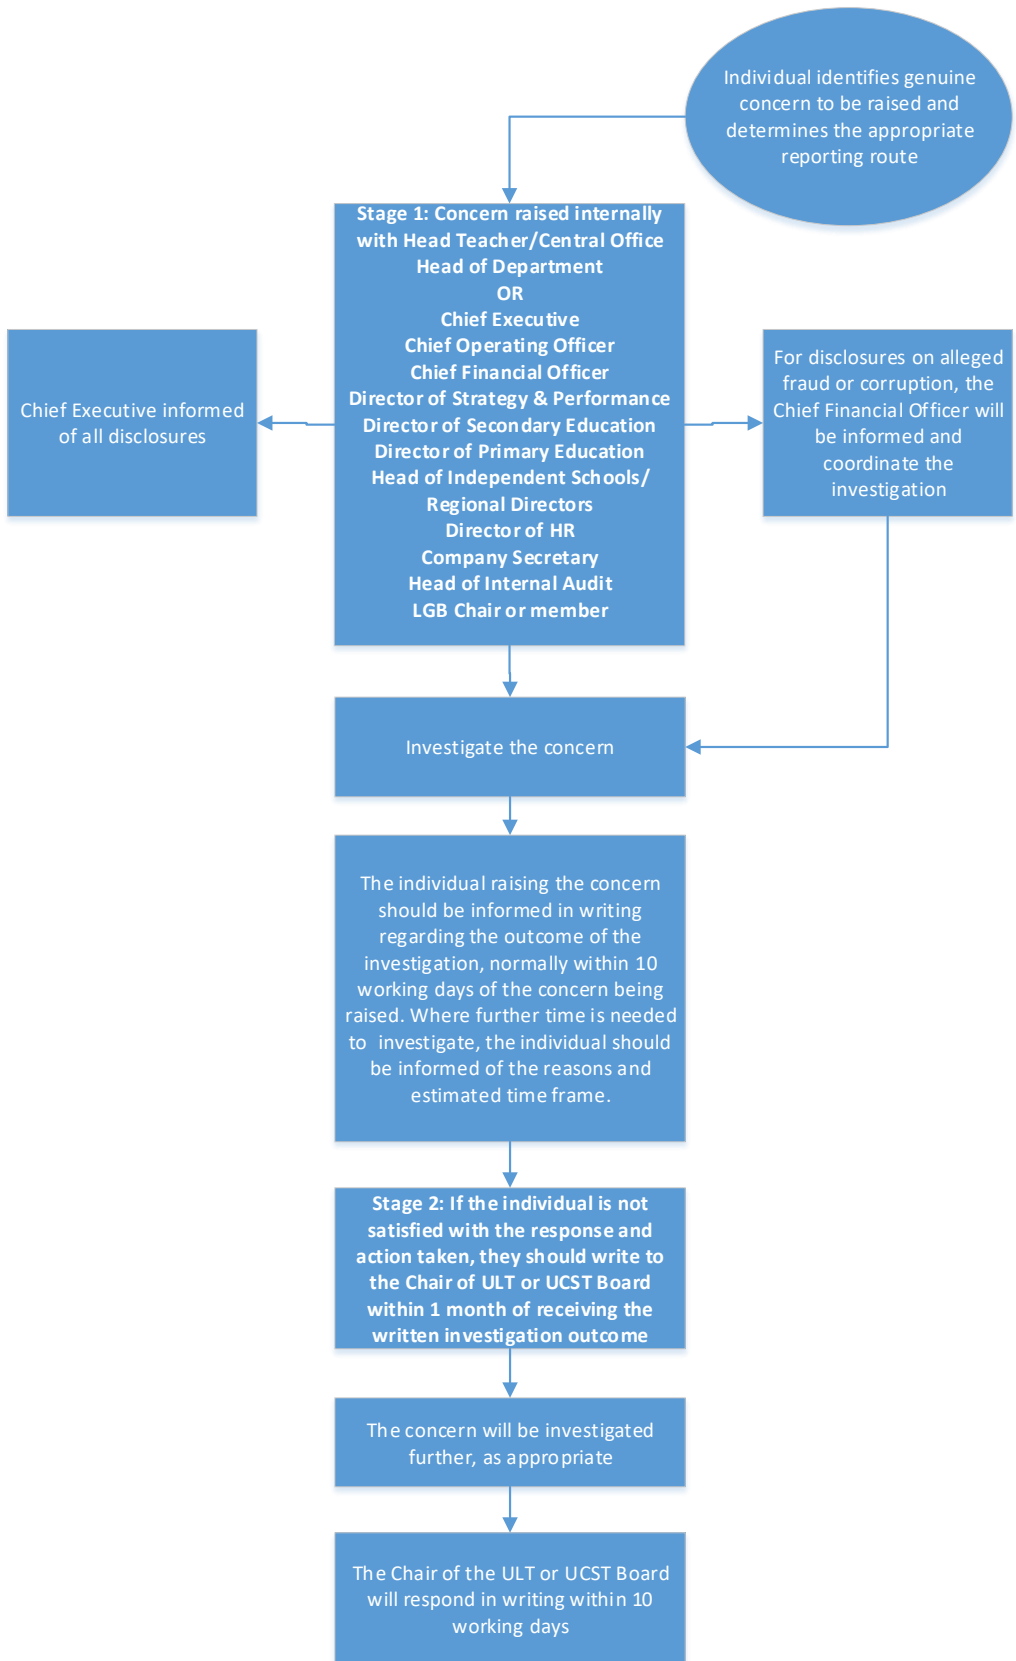 Individual identifies genuine
concern to be raised and
determines the appropriate
reporting route
Stage 1: Concern raised internally
with Head Teacher/Central Office
Head of Department
OR
Chief Executive
Chief Operating Officer
Chief Financial Officer
Director of Strategy & Performance
Director of Secondary Education
Director of Primary Education
Head of Independent Schools/
Regional Directors
Director of HR
Company Secretary
Head of Internal Audit
LGB Chair or member
Chief Executive informed
of all disclosures
For disclosures on alleged
fraud or corruption, the
Chief Financial Officer will
be informed and
coordinate the
investigation
Investigate the concern
The individual raising the concern
should be informed in writing
regarding the outcome of the
investigation, normally within 10
working days of the concern being
raised. Where further time is needed
to investigate, the individual should
be informed of the reasons and
estimated time frame.
Stage 2: If the individual is not
satisfied with the response and
action taken, they should write to
the Chair of ULT or UCST Board
within 1 month of receiving the
written investigation outcome
The concern will be investigated
further, as appropriate
The Chair of the ULT or UCST Board
will respond in writing within 10
working days